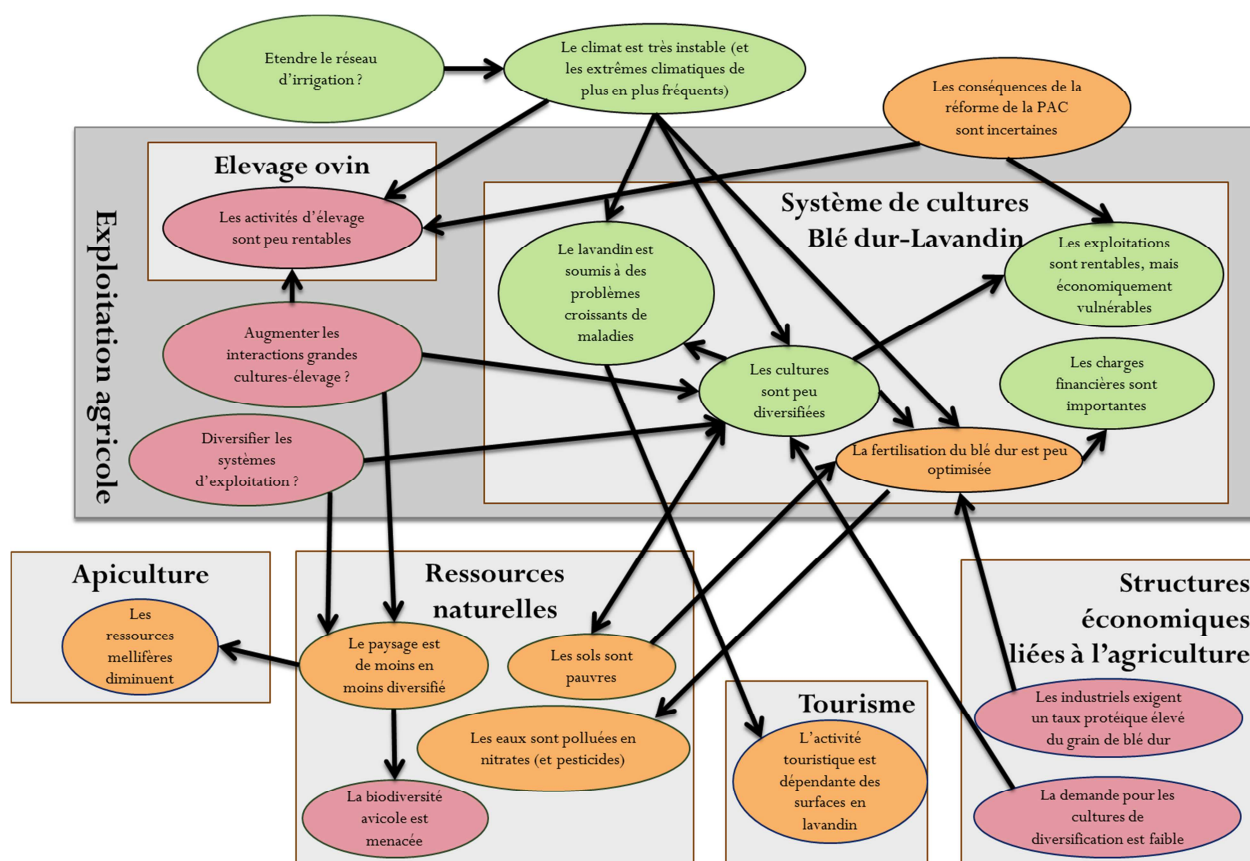 Etendre le réseau
d'irrigation ?
Le climat est très instable (et
les extrêmes climatiques de
plus en plus fréquents)
Les conséquences de la
réforme de la PAC
sont incertaines
Exploitation agricole
Elevage ovin
Les activités d'élevage
sont peu rentables
Système de cultures
Blé dur-Lavandin
Le lavandin est
soumis à des
problèmes
croissants de
maladies
Les exploitations
sont rentables, mais
économiquement
vulnérables
Augmenter les
interactions grandes
cultures-élevage ?
Les cultures
sont peu
diversifiées
Les charges
financières sont
importantes
Diversifier les
systèmes
d'exploitation ?
La fertilisation du blé dur est peu
optimisée
Apiculture
Les
ressources
mellifères
diminuent
Ressources
naturelles
Le paysage est
de moins en
moins diversifié
Les sols sont
pauvres
Les eaux sont polluées en
nitrates (et pesticides)
La biodiversité
avicole est
menacée
Tourisme
L'activité
touristique est
dépendante des
surfaces en
lavandin
Structures
économiques
liées à l'agriculture
Les industriels exigent
un taux protéique élevé
du grain de blé dur
La demande pour les
cultures de
diversification est faible